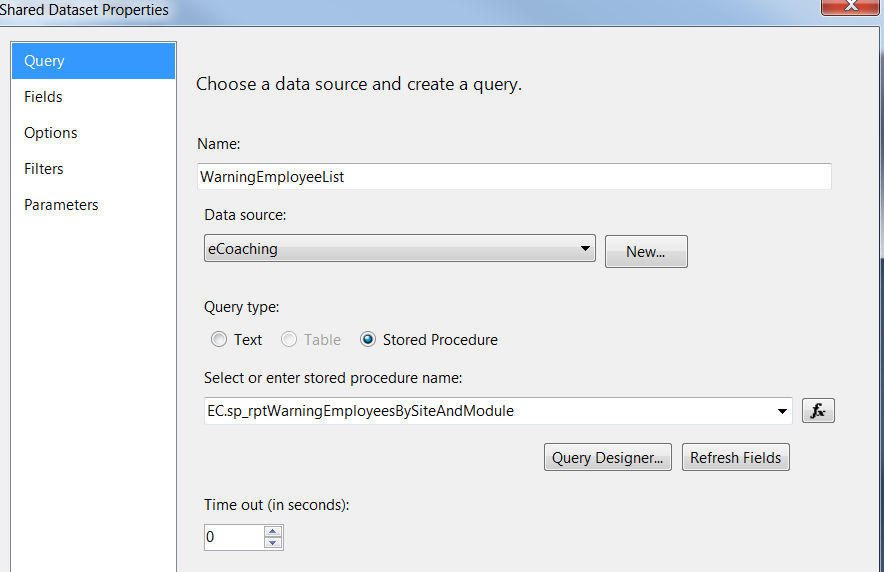 Shared Dataset Properties
Query
Fields
Options
Filters
Parameters
Choose a data source and create a query.
Name:
WarningEmployeeList
Data source:
eCoaching
New...
Query type:
Text
Table
Stored Procedure
Select or enter stored procedure name:
EC.sp_rptWarningEmployeesBySiteAndModule
fx
Query Designer...
Refresh Fields
Time out (in seconds):
0